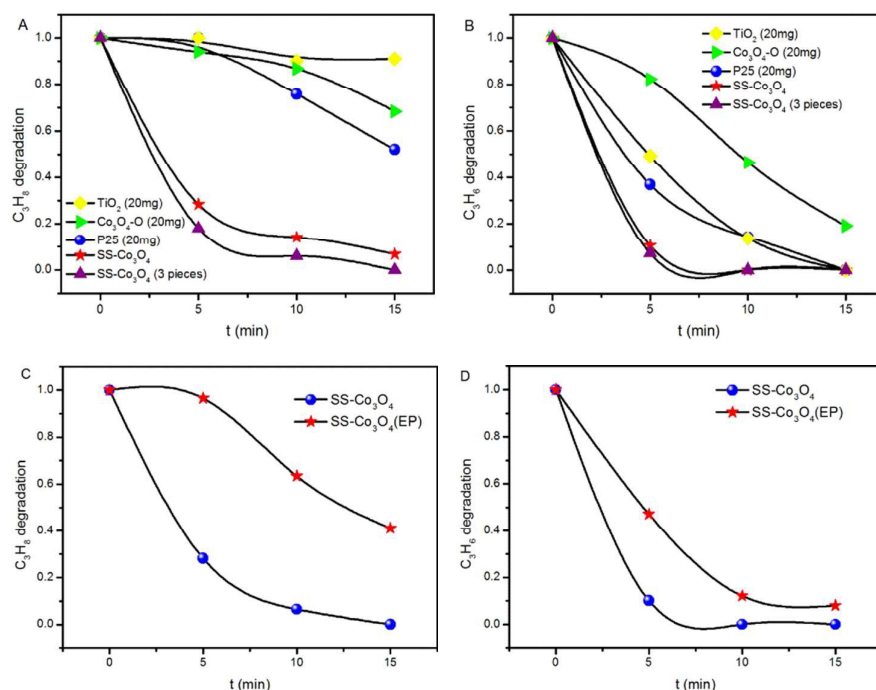 A
C₃H₈ degradation
1.0
0.8
0.6
0.4
0.2
0.0
TiO₂ (20mg)
Co₃O₄-O (20mg)
P25 (20mg)
SS-Co₃O₄
SS-Co₃O₄ (3 pieces)
0 5 10 15
t (min)
B
C₃H₆ degradation
1.0
0.8
0.6
0.4
0.2
0.0
TiO₂ (20mg)
Co₃O₄-O (20mg)
P25 (20mg)
SS-Co₃O₄
SS-Co₃O₄ (3 pieces)
0 5 10 15
t (min)
C
C₃H₈ degradation
1.0
0.8
0.6
0.4
0.2
0.0
SS-Co₃O₄
SS-Co₃O₄(EP)
0 5 10 15
t (min)
D
C₃H₆ degradation
1.0
0.8
0.6
0.4
0.2
0.0
SS-Co₃O₄
SS-Co₃O₄(EP)
0 5 10 15
t (min)